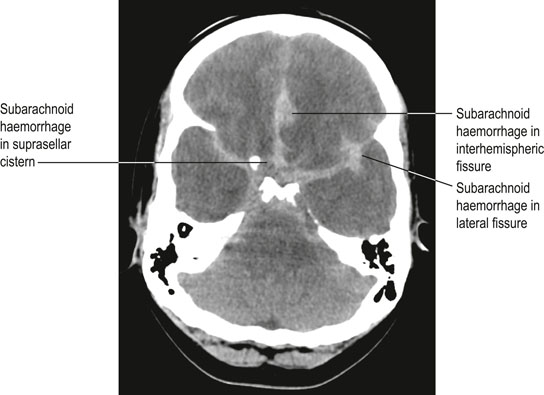 Subarachnoid
haemorrhage
in suprasellar
cistern
Subarachnoid
haemorrhage in
interhemispheric
fissure
Subarachnoid
haemorrhage in
lateral fissure